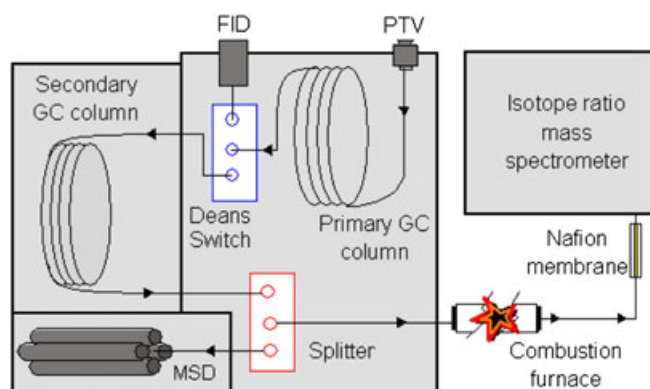 FID
PTV
Secondary
GC column
Isotope ratio
mass
spectrometer
Deans
Switch
Primary GC
column
Nafion
membrane
MSD
Splitter
Combustion
furnace